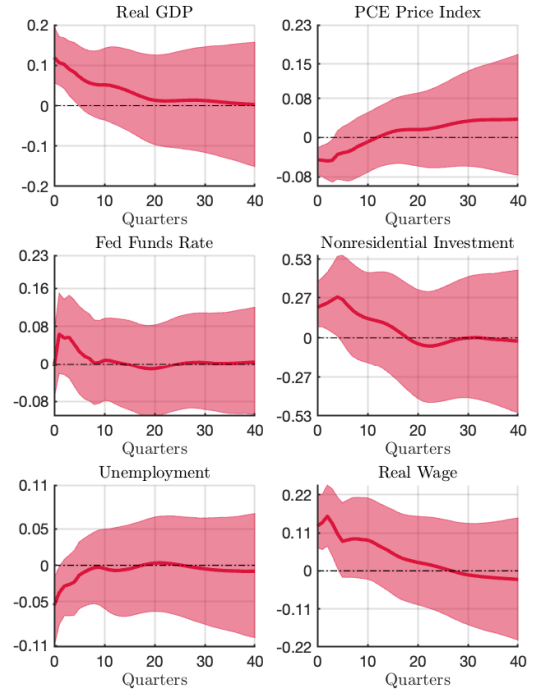 Real GDP
0.2
0.1
0
-0.1
-0.2
0 10 20 30 40
Quarters
PCE Price Index
0.23
0.15
0.08
0
-0.08
0 10 20 30 40
Quarters
Fed Funds Rate
0.23
0.16
0.08
0
-0.08
0 10 20 30 40
Quarters
Nonresidential Investment
0.53
0.27
0
-0.27
-0.53
0 10 20 30 40
Quarters
Unemployment
0.11
0.05
0
-0.05
-0.11
0 10 20 30 40
Real Wage
0.22
0.11
0
-0.11
-0.22
0 10 20 30 40